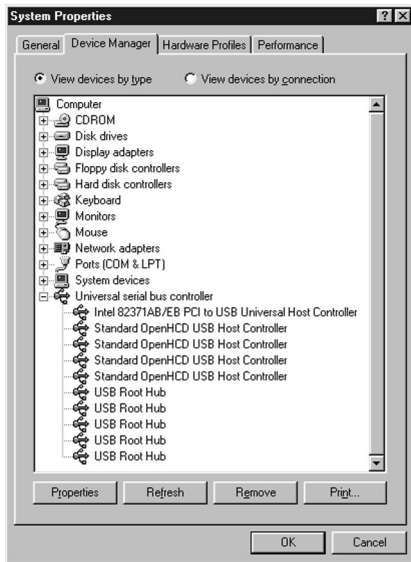 System Properties
General Device Manager Hardware Profiles Performance
View devices by type View devices by connection
Computer
CDROM
Disk drives
Display adapters
Floppy disk controllers
Hard disk controllers
Keyboard
Monitors
Mouse
Network adapters
Ports (COM & LPT)
System devices
Universal serial bus controller
Intel 82371AB/EB PCI to USB Universal Host Controller
Standard OpenHCD USB Host Controller
Standard OpenHCD USB Host Controller
Standard OpenHCD USB Host Controller
Standard OpenHCD USB Host Controller
USB Root Hub
USB Root Hub
USB Root Hub
USB Root Hub
USB Root Hub
Properties Refresh Remove Print...
OK Cancel